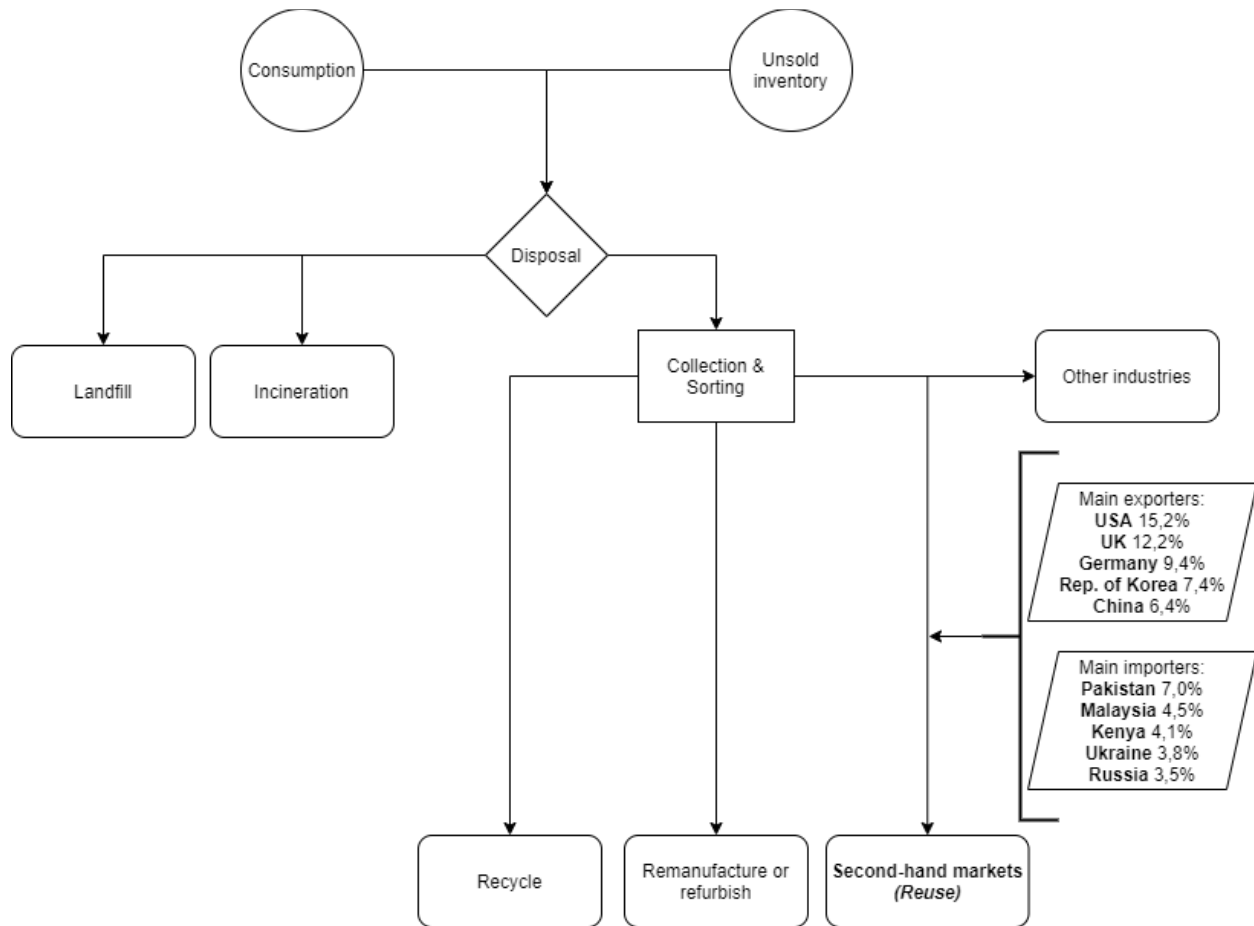 Consumption
Unsold
inventory
Disposal
Landfill
Incineration
Collection &
Sorting
Other industries
Main exporters:
USA 15,2%
UK 12,2%
Germany 9,4%
Rep. of Korea 7,4%
China 6,4%
Main importers:
Pakistan 7,0%
Malaysia 4,5%
Kenya 4,1%
Ukraine 3,8%
Russia 3,5%
Recycle
Remanufacture or
refurbish
Second-hand markets
(Reuse)